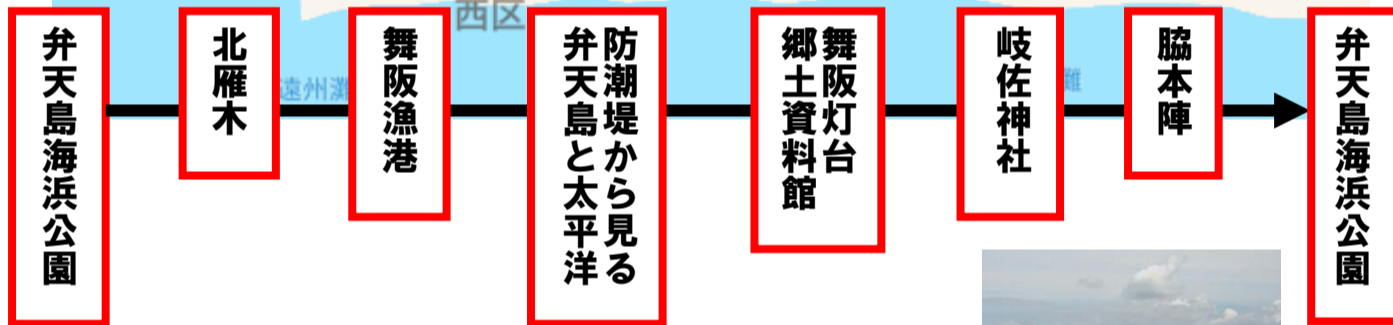 西区
遠州灘
灘
弁天島海浜公園
北雁木
舞阪漁港
防潮堤から見る
弁天島と太平洋
舞阪灯台
郷土資料館
岐佐神社
脇本陣
弁天島海浜公園